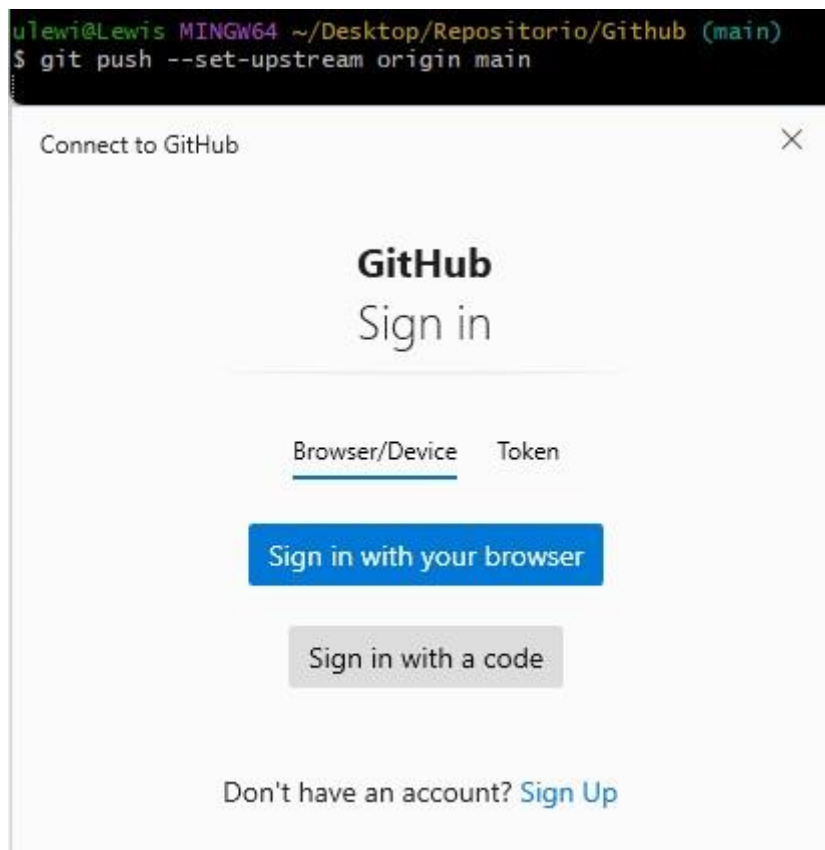 ulewi@Lewis MINGW64 ~/Desktop/Repositorio/Github (main)
$ git push --set-upstream origin main
Connect to GitHub
GitHub
Sign in
Browser/Device Token
Sign in with your browser
Sign in with a code
Don't have an account? Sign Up